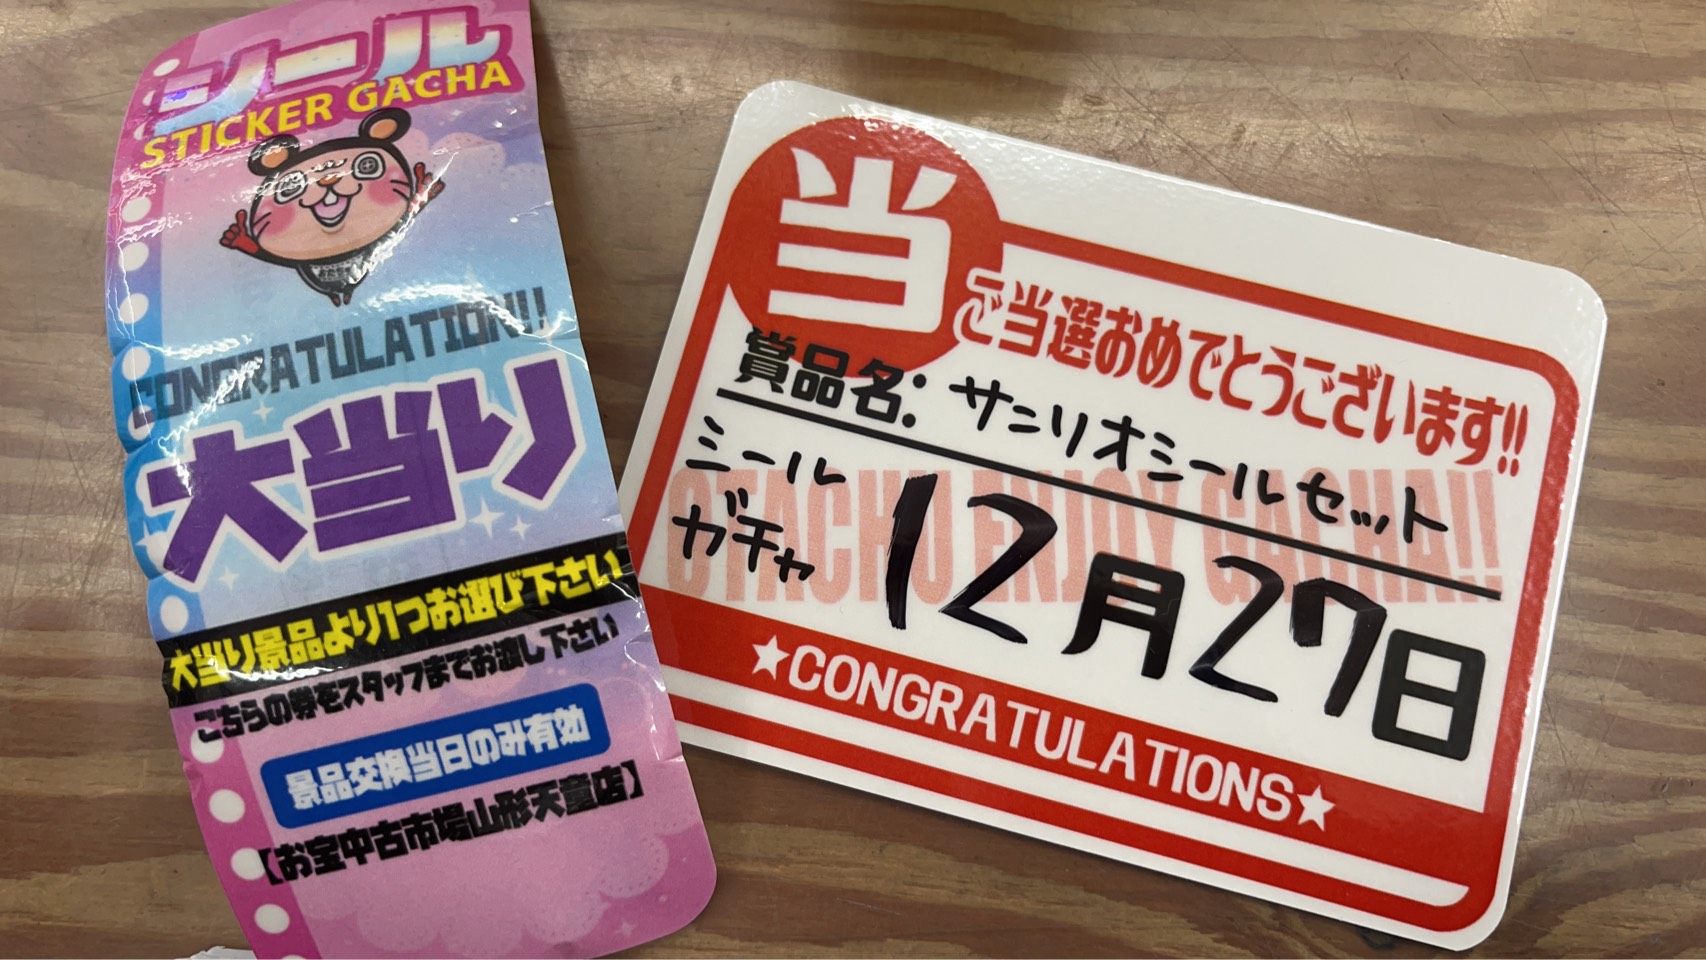 シール
STICKER GACHA
CONGRATULATION!!
大当り
大当り景品より1つお選び下さい
こちらの券をスタッフまでお渡し下さい
景品交換当日のみ有効
【お宝中古市場山形天童店】
当
ご当選おめでとうございます!!
賞品名:サンリオシールセット
シール
ガチャ
12月27日
OTACHU ENJOY GACHA!!
★CONGRATULATIONS★